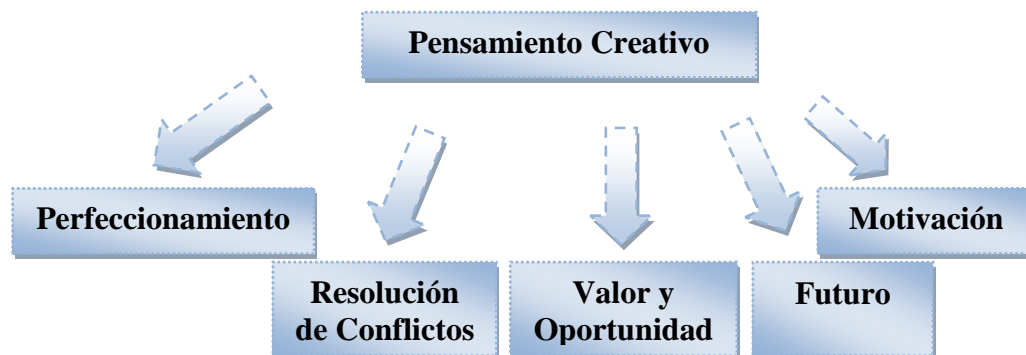 Pensamiento Creativo
Perfeccionamiento
Motivación
Resolución
de Conflictos
Valor y
Oportunidad
Futuro